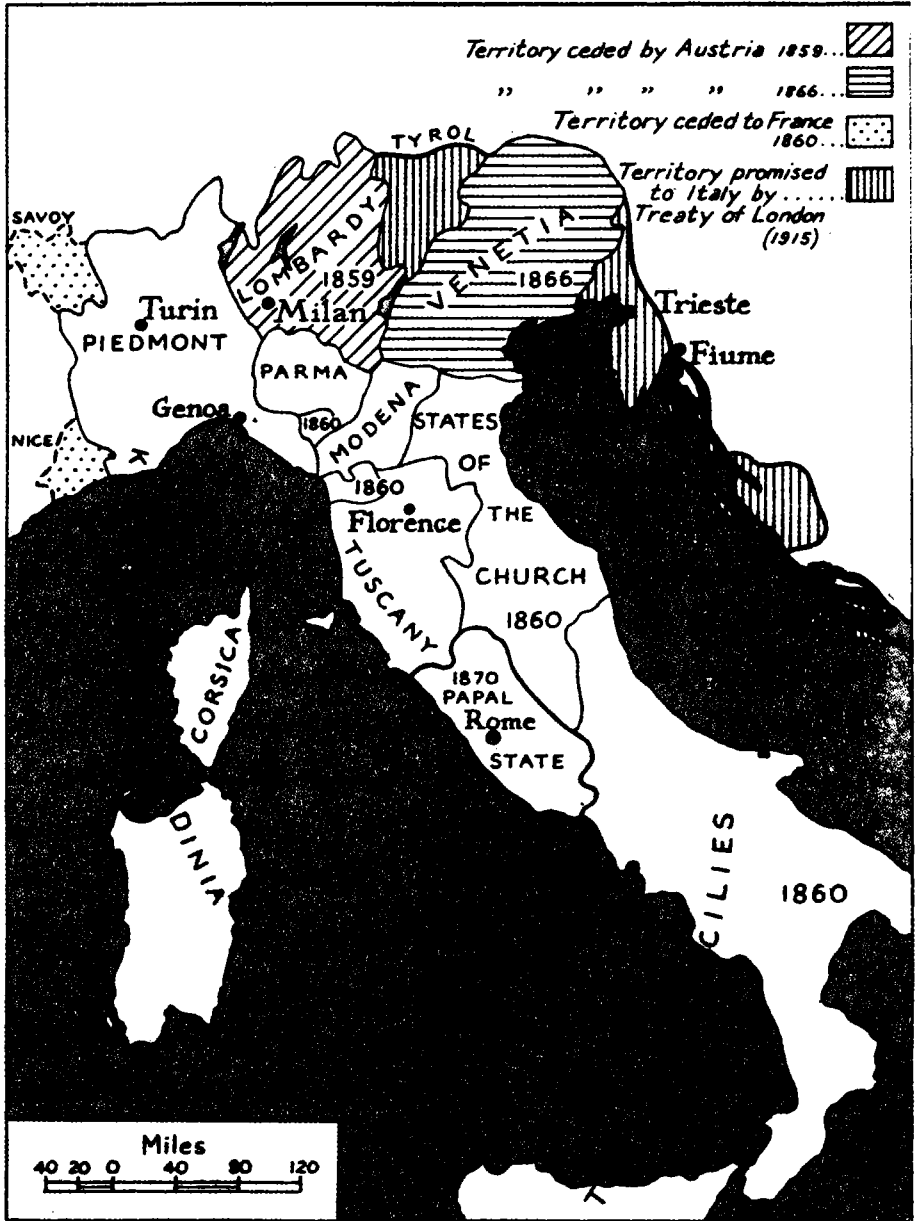 Territory ceded by Austria 1859...
„ „ „ „ 1866...
Territory ceded to France
1860...
Territory promised
to Italy by ......
Treaty of London
(1915)
TYROL
SAVOY
LOMBARDY
1859
VENETIA
1866
Turin
Milan
Trieste
PIEDMONT
Fiume
PARMA
Genoa
1860
MODENA
STATES
NICE
K
OF
1860
THE
Florence
TUSCANY
CHURCH
1860
CORSICA
1870
PAPAL
Rome
STATE
DINIA
CILIES
1860
T
Miles
40 20 0 40 80 120